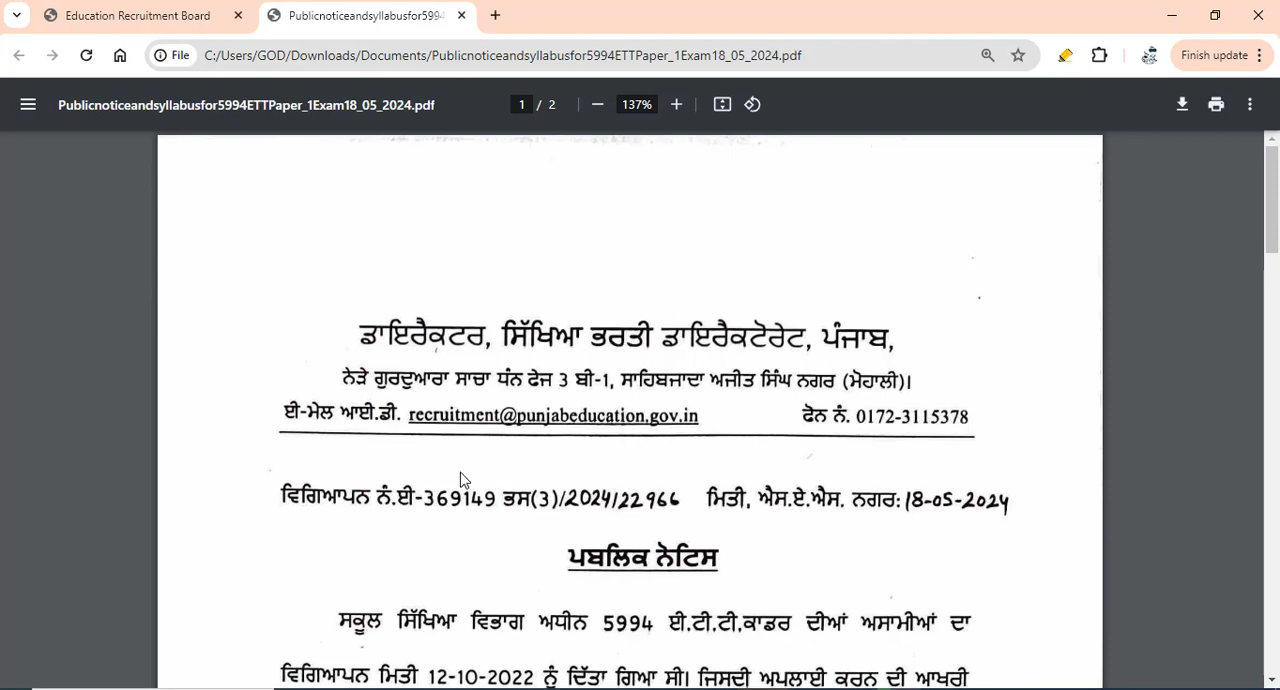 Education Recruitment Board
Publicnoticeandsyllabusfor5994
File
C:/Users/GOD/Downloads/Documents/Publicnoticeandsyllabusfor5994ETTPaper_1Exam18_05_2024.pdf
Finish update
Publicnoticeandsyllabusfor5994ETTPaper_1Exam18_05_2024.pdf
1 / 2
137%
ਡਾਇਰੈਕਟਰ, ਸਿੱਖਿਆ ਭਰਤੀ ਡਾਇਰੈਕਟੋਰੇਟ, ਪੰਜਾਬ,
ਨੇੜੇ ਗੁਰਦੁਆਰਾ ਸਾਚਾ ਧੰਨ ਫੇਜ 3 ਬੀ-1, ਸਾਹਿਬਜਾਦਾ ਅਜੀਤ ਸਿੰਘ ਨਗਰ (ਮੋਹਾਲੀ)।
ਈ-ਮੇਲ ਆਈ.ਡੀ. recruitment@punjabeducation.gov.in ਫੋਨ ਨੰ. 0172-3115378
ਵਿਗਿਆਪਨ ਨੰ.ਈ-369149 ਭਸ(3)/2024/22966 ਮਿਤੀ, ਐਸ.ਏ.ਐਸ. ਨਗਰ: 18-05-2024
ਪਬਲਿਕ ਨੋਟਿਸ
ਸਕੂਲ ਸਿੱਖਿਆ ਵਿਭਾਗ ਅਧੀਨ 5994 ਈ.ਟੀ.ਟੀ.ਕਾਡਰ ਦੀਆਂ ਅਸਾਮੀਆਂ ਦਾ
ਵਿਗਿਆਪਨ ਮਿਤੀ 12-10-2022 ਨੂੰ ਦਿੱਤਾ ਗਿਆ ਸੀ। ਜਿਸਦੀ ਅਪਲਾਈ ਕਰਨ ਦੀ ਆਖਰੀ